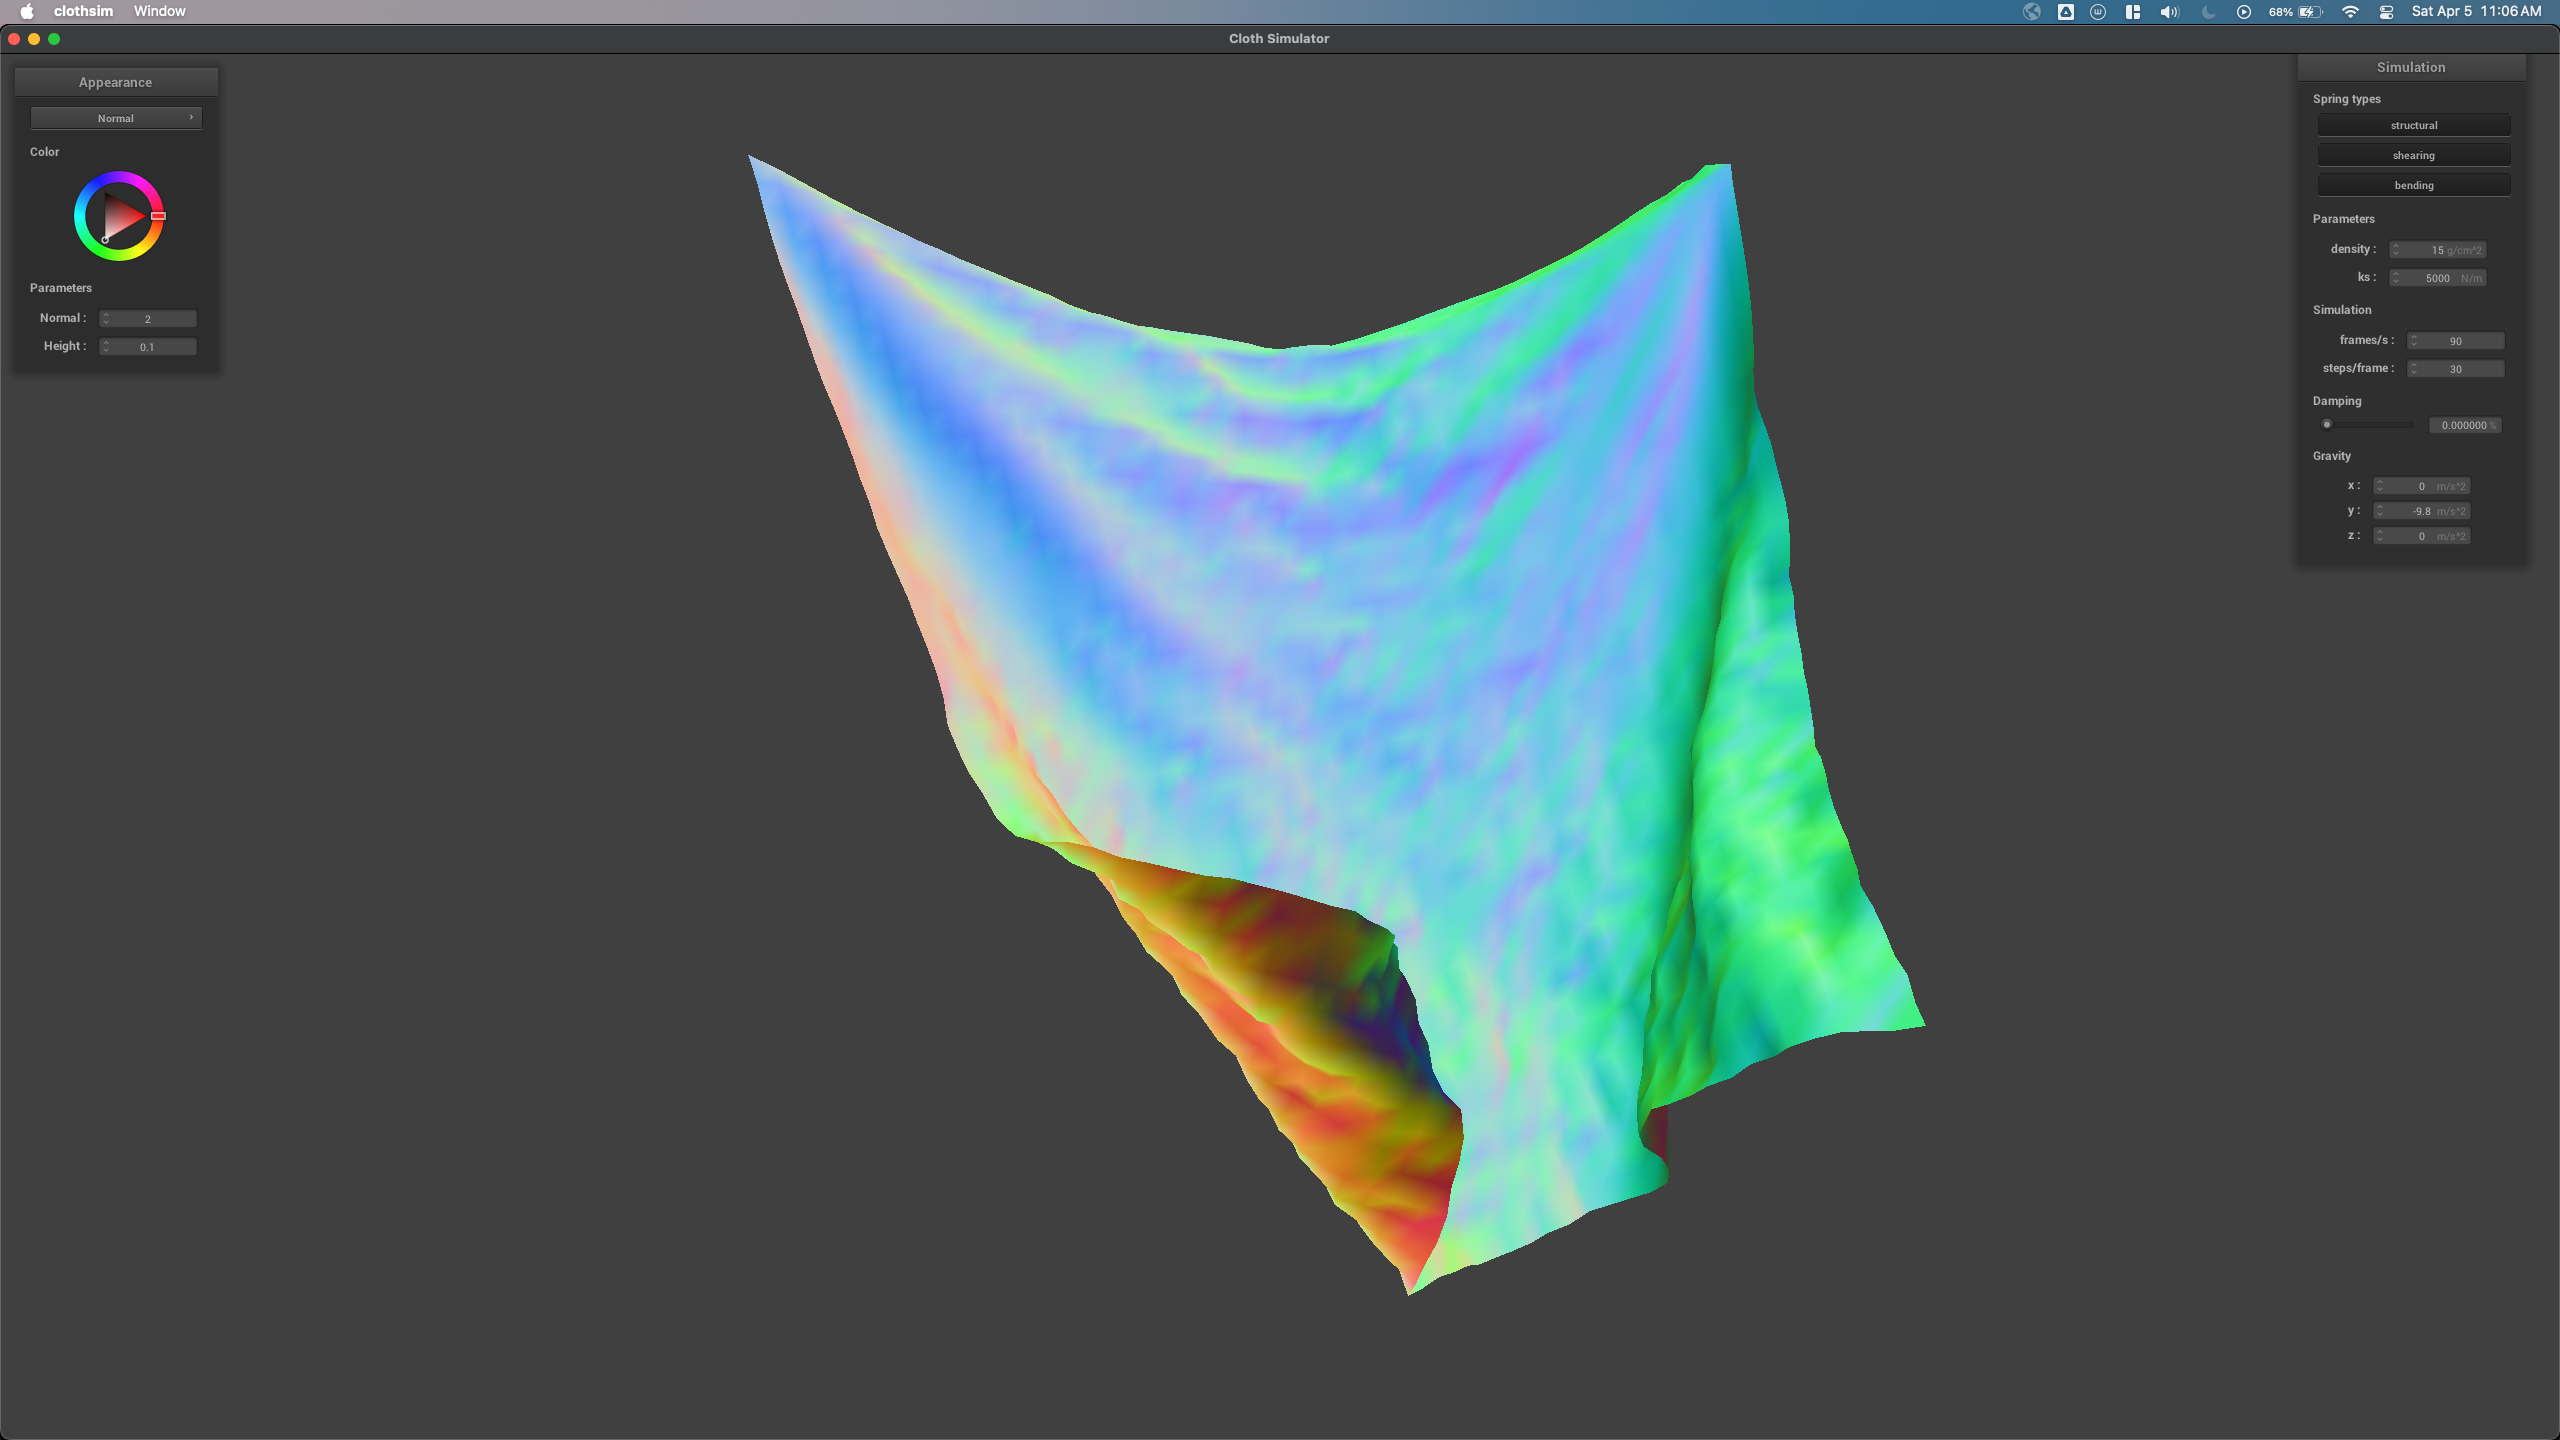 clothsim Window 68% Sat Apr 5 11:06 AM
Cloth Simulator
Appearance
Normal ›
Color
Parameters
Normal : 2
Height : 0.1
Simulation
Spring types
structural
shearing
bending
Parameters
density : 15 g/cm^2
ks : 5000 N/m
Simulation
frames/s : 90
steps/frame : 30
Damping
0.000000 %
Gravity
x : 0 m/s^2
y : -9.8 m/s^2
z : 0 m/s^2